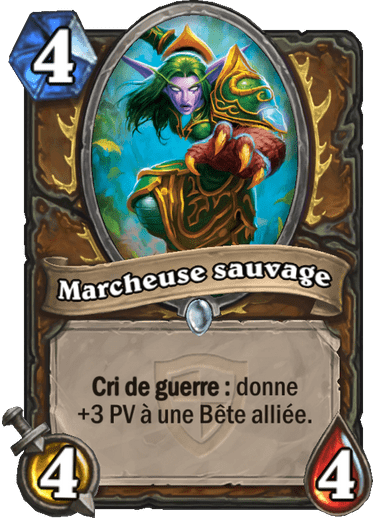 4
Marcheuse sauvage
Cri de guerre : donne
+3 PV à une Bête alliée.
4
4